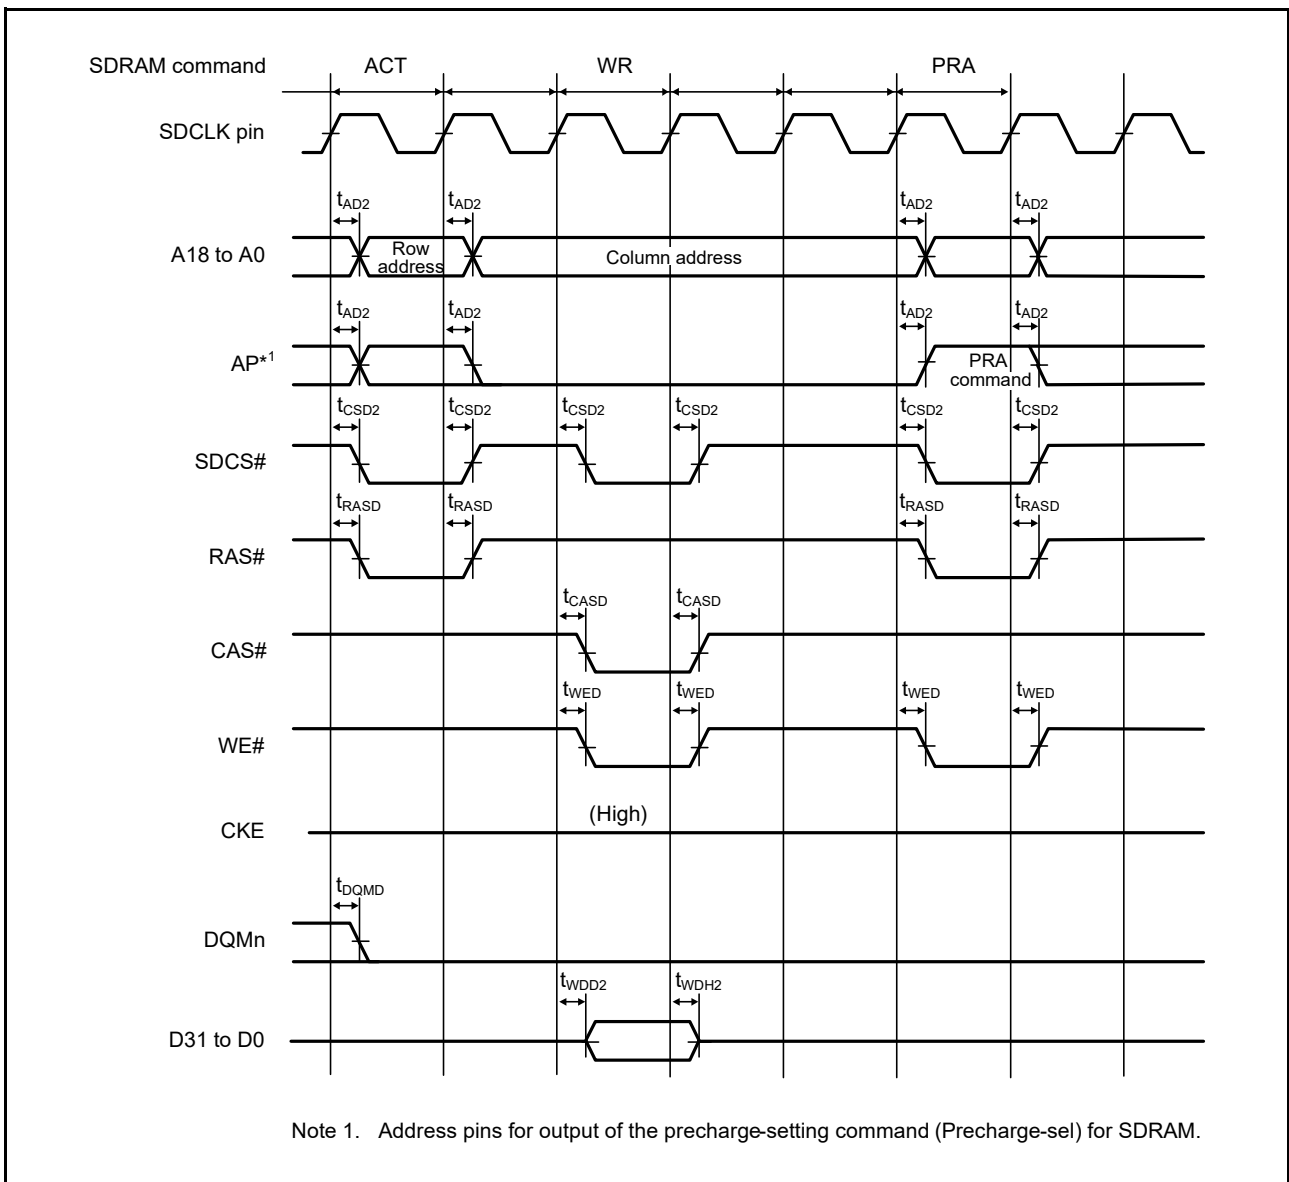 SDRAM command ACT WR PRA
SDCLK pin
tAD2 tAD2 tAD2 tAD2
A18 to A0
Row
address
Column address
tAD2 tAD2 tAD2 tAD2
AP*1
PRA
command
tCSD2 tCSD2 tCSD2 tCSD2 tCSD2 tCSD2
SDCS#
tRASD tRASD tRASD tRASD
RAS#
tCASD tCASD
CAS#
tWED tWED tWED tWED
WE#
(High)
CKE
tDQMD
DQMn
tWDD2 tWDH2
D31 to D0
Note 1. Address pins for output of the precharge-setting command (Precharge-sel) for SDRAM.